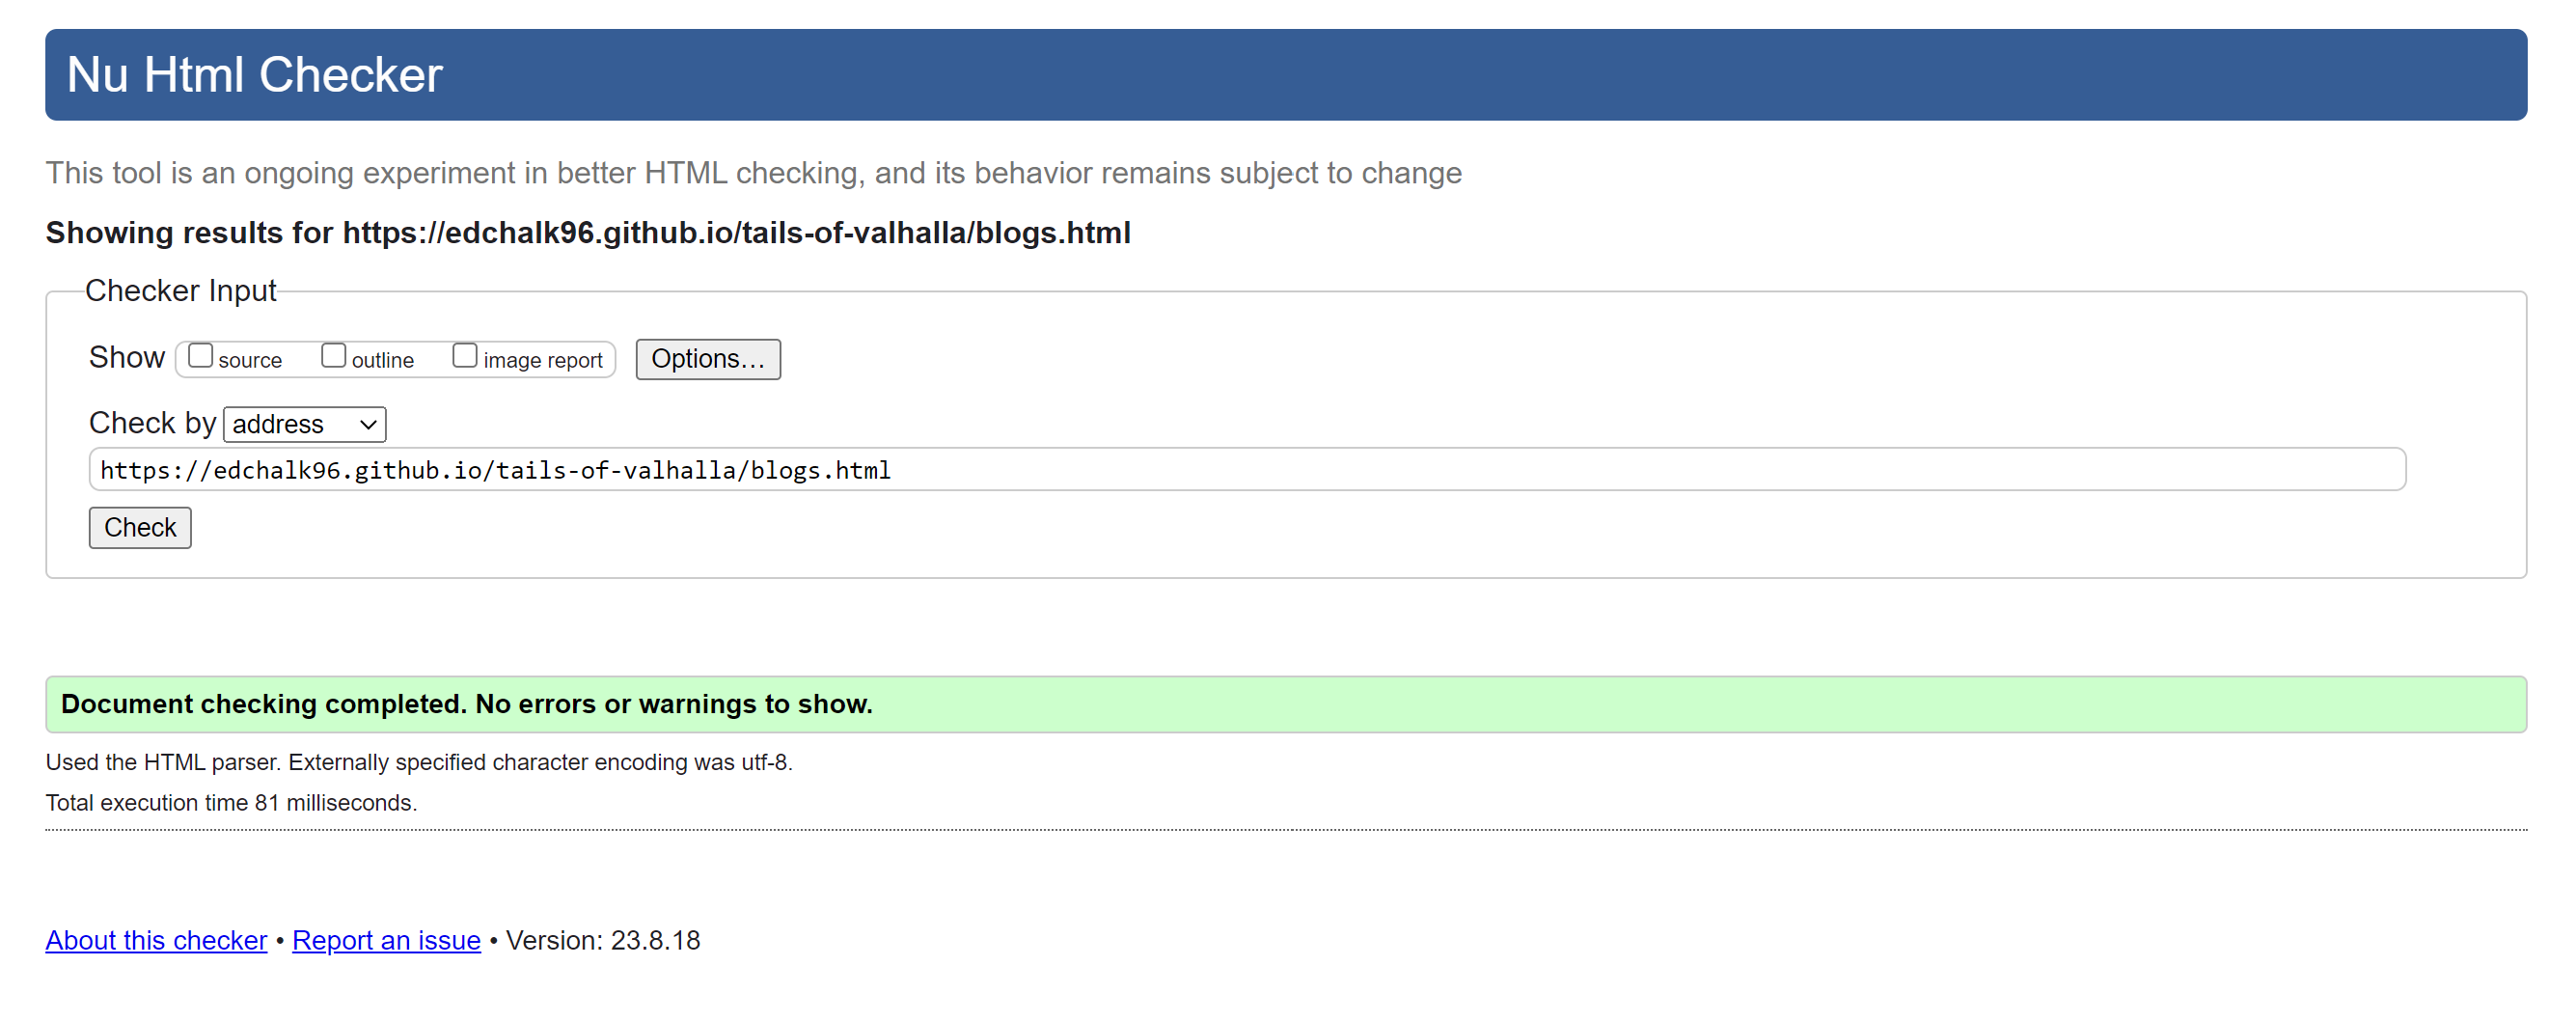 Nu Html Checker
This tool is an ongoing experiment in better HTML checking, and its behavior remains subject to change
Showing results for https://edchalk96.github.io/tails-of-valhalla/blogs.html
Checker Input
Show source outline image report Options…
Check by address
https://edchalk96.github.io/tails-of-valhalla/blogs.html
Check
Document checking completed. No errors or warnings to show.
Used the HTML parser. Externally specified character encoding was utf-8.
Total execution time 81 milliseconds.
About this checker • Report an issue • Version: 23.8.18